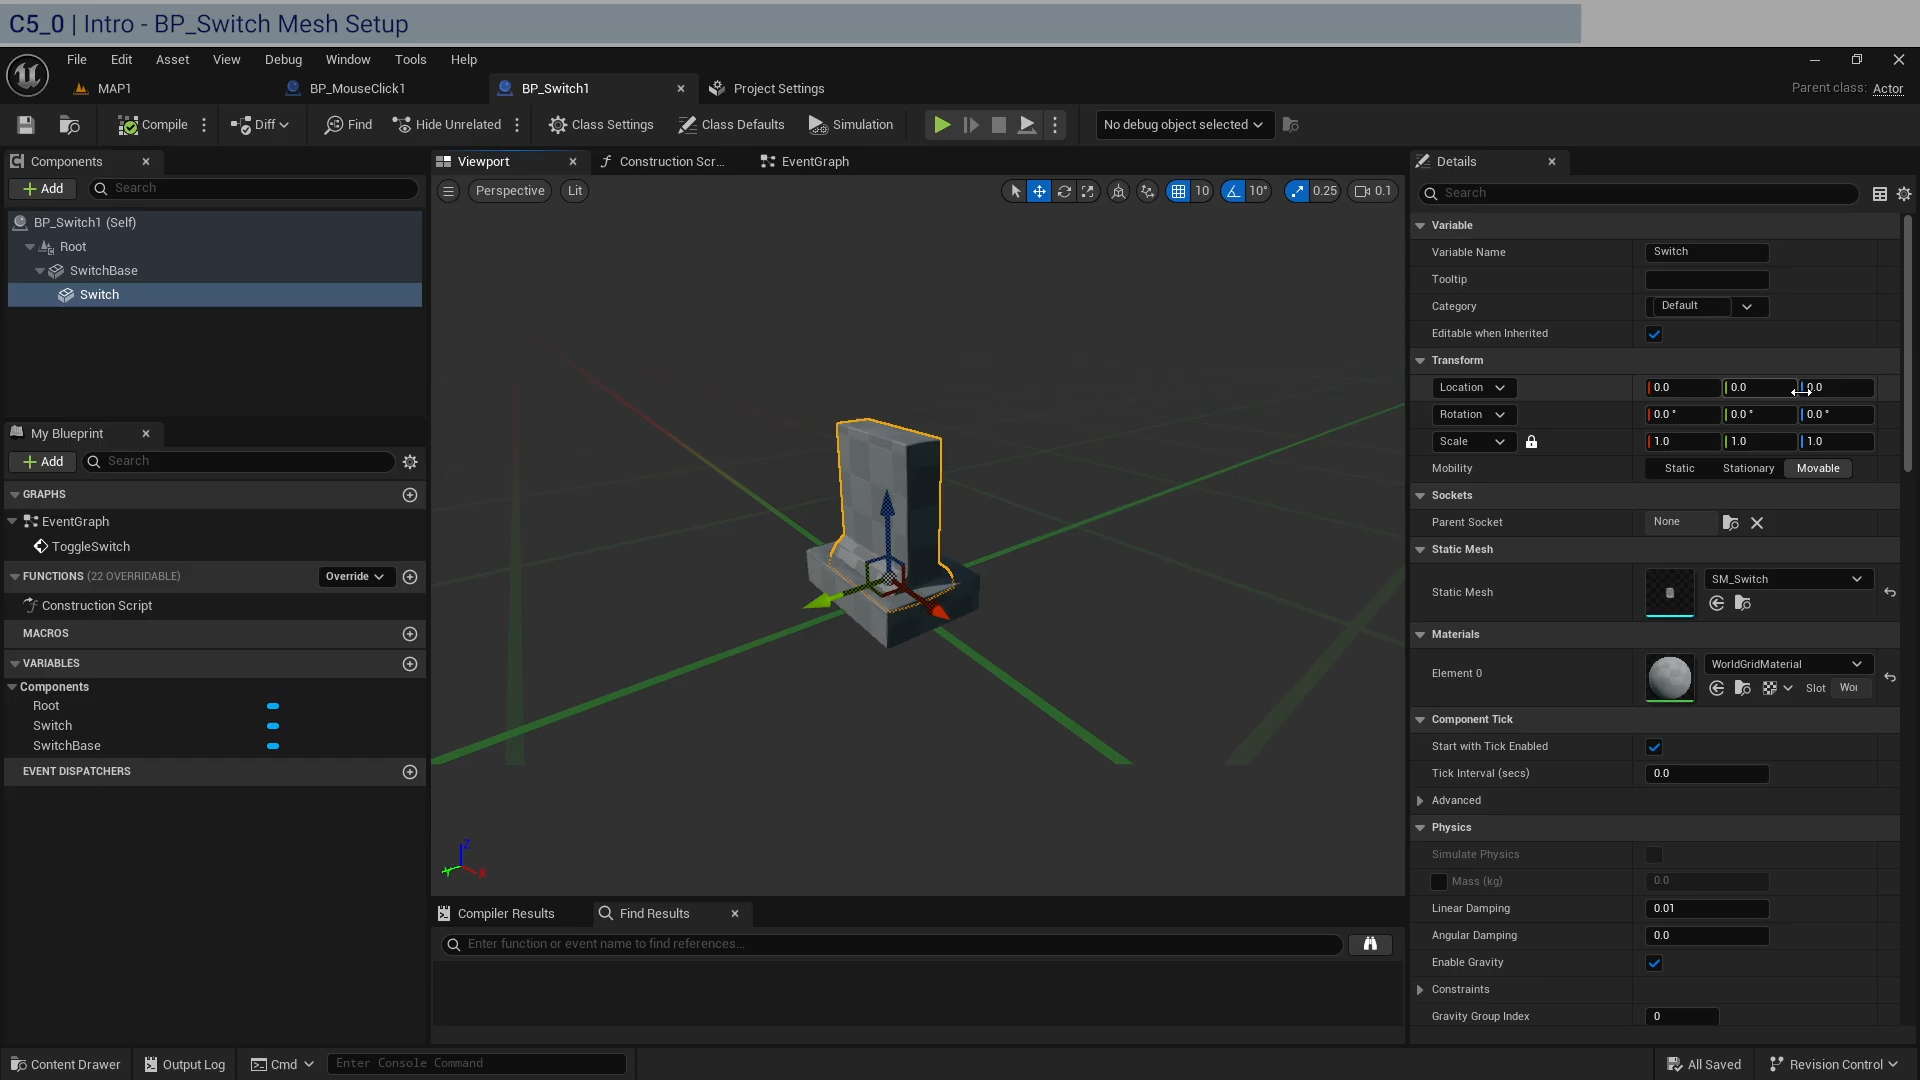 C5_0 | Intro - BP_Switch Mesh Setup
File Edit Asset View Debug Window Tools Help
MAP1 BP_MouseClick1 BP_Switch1 Project Settings Parent class: Actor
Compile Diff Find Hide Unrelated Class Settings Class Defaults Simulation No debug object selected
Components
Add Search
BP_Switch1 (Self)
Root
SwitchBase
Switch
My Blueprint
Add Search
GRAPHS
EventGraph
ToggleSwitch
FUNCTIONS (22 OVERRIDABLE) Override
Construction Script
MACROS
VARIABLES
Components
Root
Switch
SwitchBase
EVENT DISPATCHERS
Viewport Construction Scr... EventGraph
Perspective Lit 10 10° 0.25 0.1
Z
Y
X
Compiler Results Find Results
Enter function or event name to find references...
Details
Search
Variable
Variable Name Switch
Tooltip
Category Default
Editable when Inherited
Transform
Location 0.0 0.0 0.0
Rotation 0.0 ° 0.0 ° 0.0 °
Scale 1.0 1.0 1.0
Mobility Static Stationary Movable
Sockets
Parent Socket None
Static Mesh
Static Mesh SM_Switch
Materials
Element 0 WorldGridMaterial
Slot Wor
Component Tick
Start with Tick Enabled
Tick Interval (secs) 0.0
Advanced
Physics
Simulate Physics
Mass (kg) 0.0
Linear Damping 0.01
Angular Damping 0.0
Enable Gravity
Constraints
Gravity Group Index 0
Content Drawer Output Log Cmd Enter Console Command All Saved Revision Control